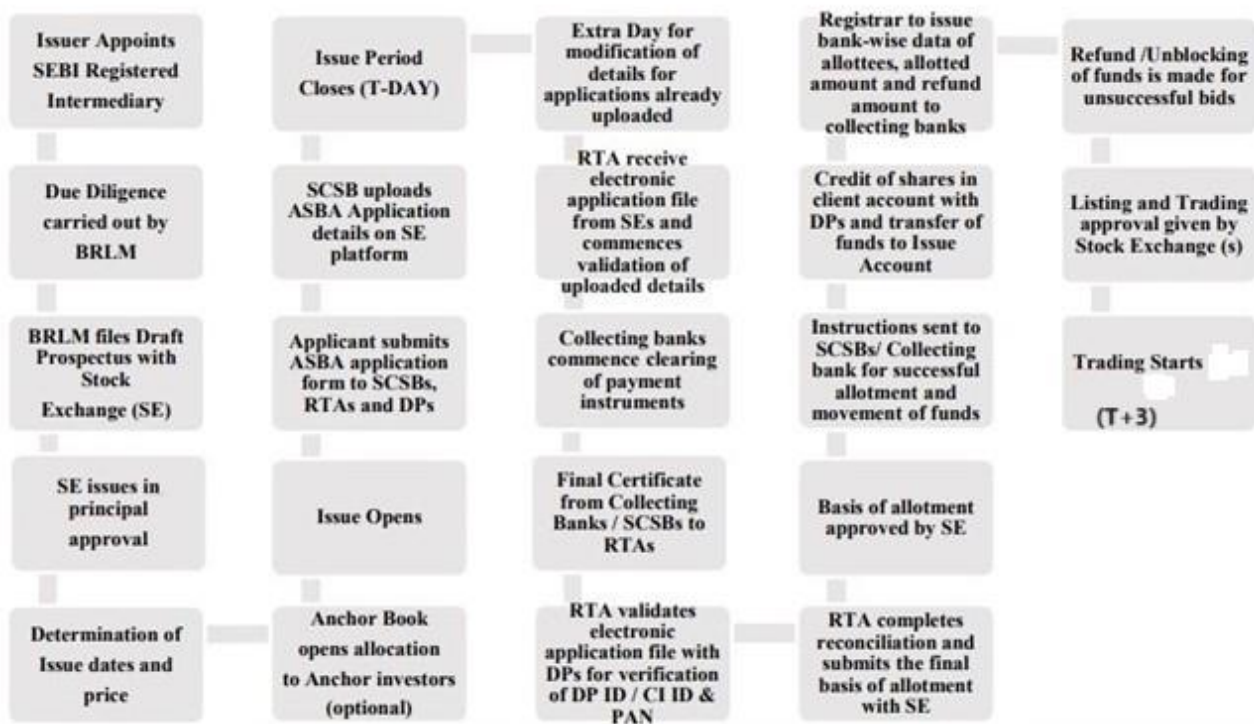 Issuer Appoints
SEBI Registered
Intermediary
Due Diligence
carried out by
BRLM
BRLM files Draft
Prospectus with
Stock
Exchange (SE)
SE issues in
principal
approval
Determination of
Issue dates and
price
Anchor Book
opens allocation
to Anchor investors
(optional)
Issue Opens
Applicant submits
ASBA application
form to SCSBs,
RTAs and DPs
SCSB uploads
ASBA Application
details on SE
platform
Issue Period
Closes (T-DAY)
Extra Day for
modification of
details for
applications already
uploaded
RTA receive
electronic
application file
from SEs and
commences
validation of
uploaded details
Collecting banks
commence clearing
of payment
instruments
Final Certificate
from Collecting
Banks / SCSBs to
RTAs
RTA validates
electronic
application file with
DPs for verification
of DP ID / CI ID &
PAN
RTA completes
reconciliation and
submits the final
basis of allotment
with SE
Basis of allotment
approved by SE
Instructions sent to
SCSBs/ Collecting
bank for successful
allotment and
movement of funds
Credit of shares in
client account with
DPs and transfer of
funds to Issue
Account
Registrar to issue
bank-wise data of
allottees, allotted
amount and refund
amount to
collecting banks
Refund /Unblocking
of funds is made for
unsuccessful bids
Listing and Trading
approval given by
Stock Exchange (s)
Trading Starts
(T+3)